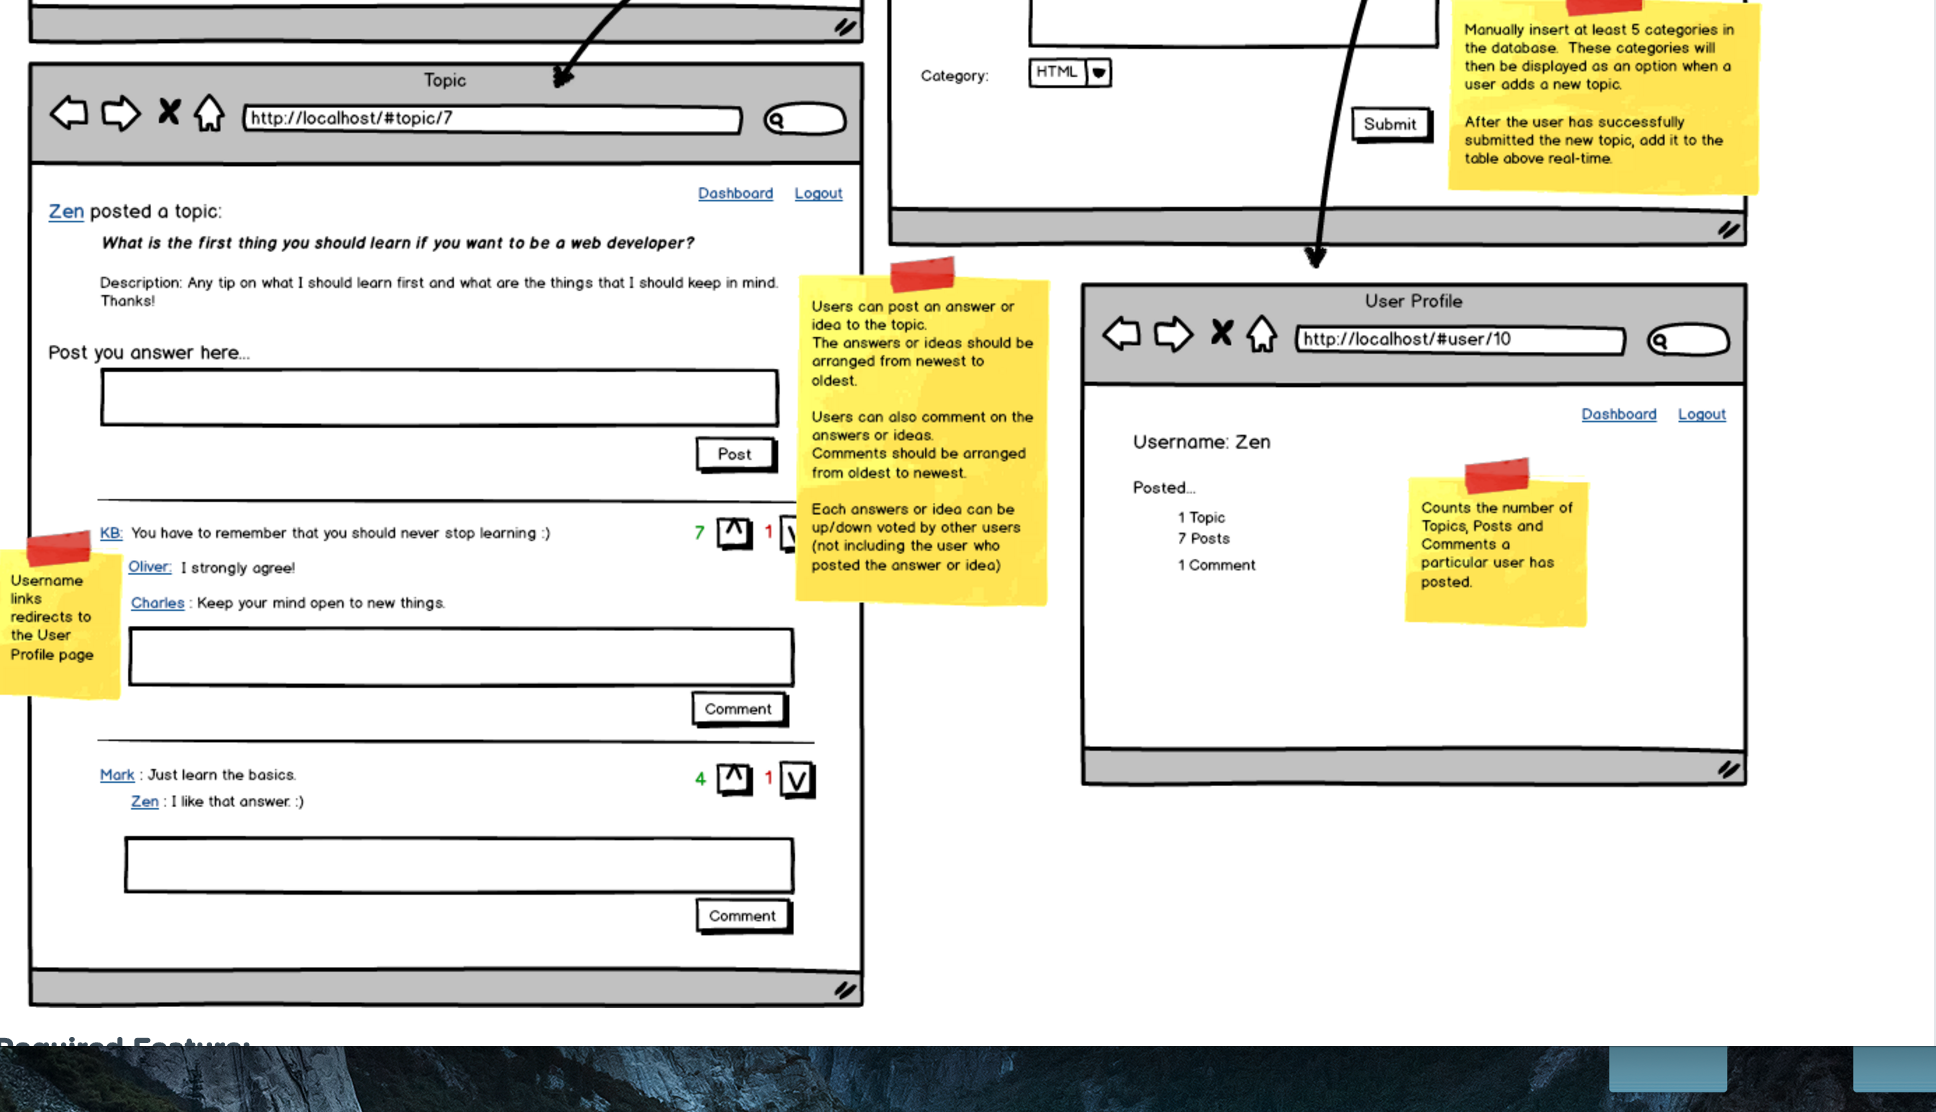 Category:
HTML
Submit
Manually insert at least 5 categories in
the database. These categories will
then be displayed as an option when a
user adds a new topic.
After the user has successfully
submitted the new topic, add it to the
table above real-time.
Topic
http://localhost/#topic/7
Dashboard Logout
Zen posted a topic:
What is the first thing you should learn if you want to be a web developer?
Description: Any tip on what I should learn first and what are the things that I should keep in mind.
Thanks!
Post you answer here...
Post
KB: You have to remember that you should never stop learning :)
7 ^ 1
Oliver: I strongly agree!
Charles : Keep your mind open to new things.
Comment
Mark : Just learn the basics.
4 ^ 1 V
Zen : I like that answer. :)
Comment
Username
links
redirects to
the User
Profile page
Users can post an answer or
idea to the topic.
The answers or ideas should be
arranged from newest to
oldest.
Users can also comment on the
answers or ideas.
Comments should be arranged
from oldest to newest.
Each answers or idea can be
up/down voted by other users
(not including the user who
posted the answer or idea)
User Profile
http://localhost/#user/10
Dashboard Logout
Username: Zen
Posted...
1 Topic
7 Posts
1 Comment
Counts the number of
Topics, Posts and
Comments a
particular user has
posted.
Required Feature: